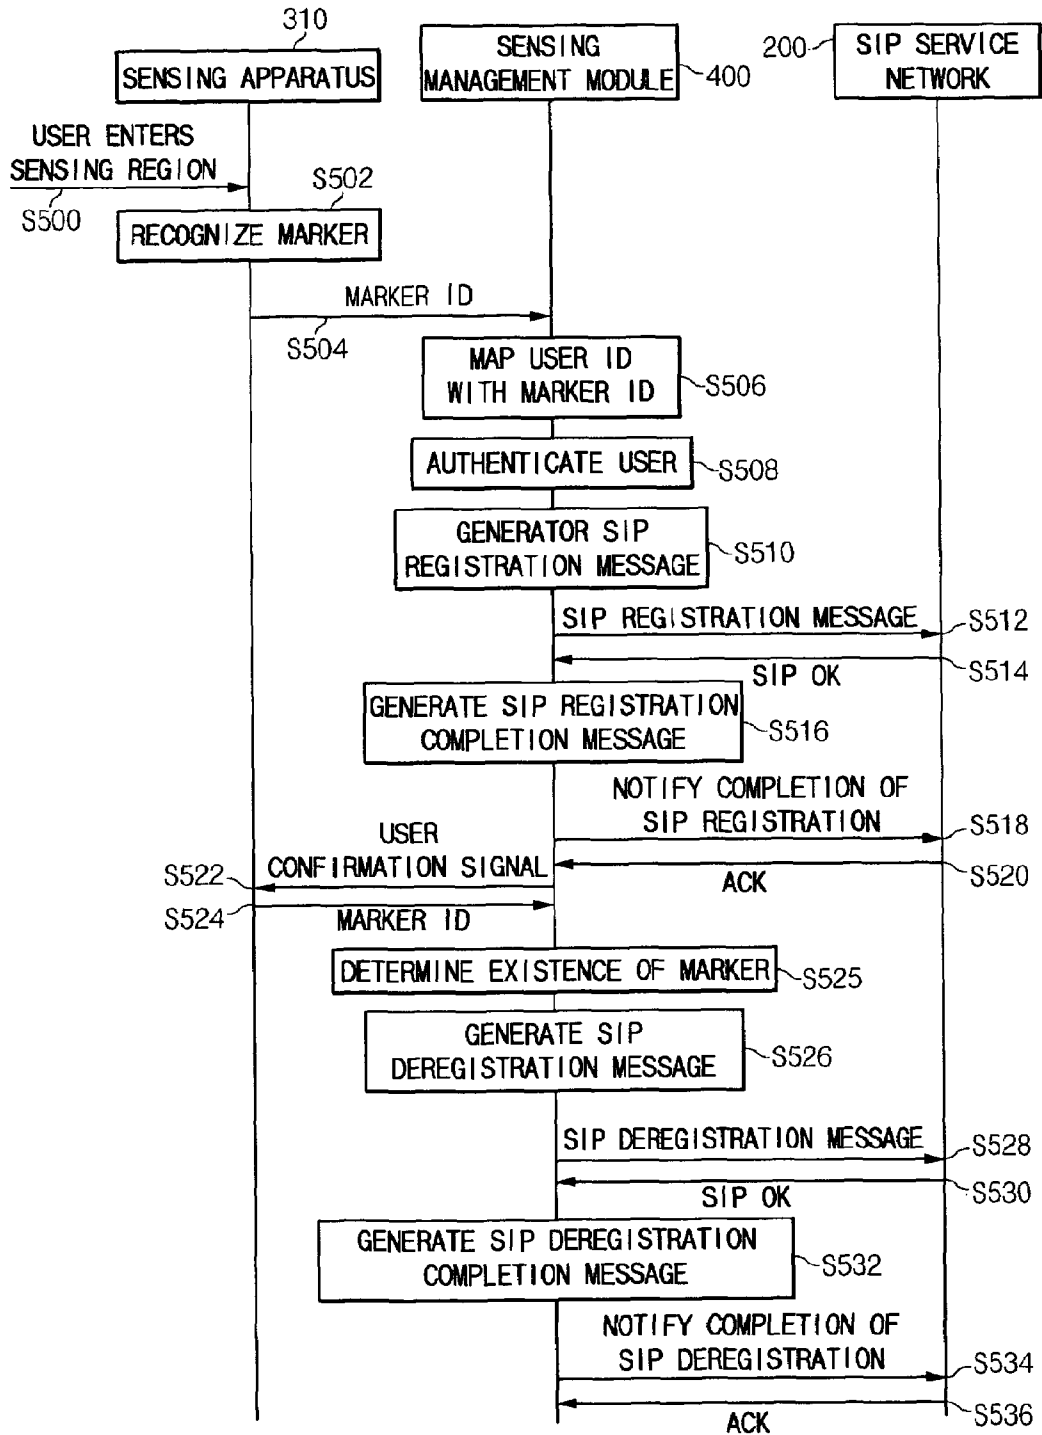 310
SENSING APPARATUS
SENSING
MANAGEMENT MODULE
400
200
SIP SERVICE
NETWORK
USER ENTERS
SENSING REGION
S500
S502
RECOGNIZE MARKER
MARKER ID
S504
MAP USER ID
WITH MARKER ID
S506
AUTHENTICATE USER
S508
GENERATOR SIP
REGISTRATION MESSAGE
S510
SIP REGISTRATION MESSAGE
S512
SIP OK
S514
GENERATE SIP REGISTRATION
COMPLETION MESSAGE
S516
NOTIFY COMPLETION OF
SIP REGISTRATION
S518
USER
CONFIRMATION SIGNAL
S522
ACK
S520
S524
MARKER ID
DETERMINE EXISTENCE OF MARKER
S525
GENERATE SIP
DEREGISTRATION MESSAGE
S526
SIP DEREGISTRATION MESSAGE
S528
SIP OK
S530
GENERATE SIP DEREGISTRATION
COMPLETION MESSAGE
S532
NOTIFY COMPLETION OF
SIP DEREGISTRATION
S534
ACK
S536